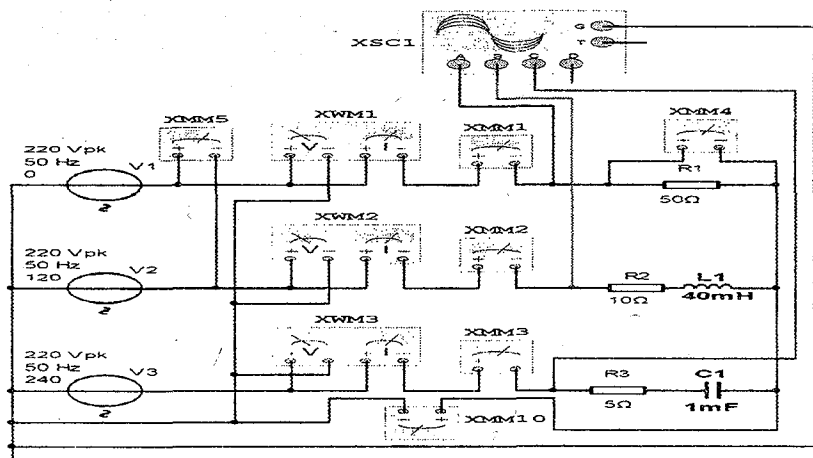 XSC1
G
T
A B C D
XMM5
XWM1
XMM1
XMM4
220 Vpk
50 Hz
0
V1
V
I
R1
50Ω
XWM2
XMM2
220 Vpk
50 Hz
120
V2
V
I
R2
10Ω
L1
40mH
XWM3
XMM3
220 Vpk
50 Hz
240
V3
V
I
R3
5Ω
C1
1mF
XMM10